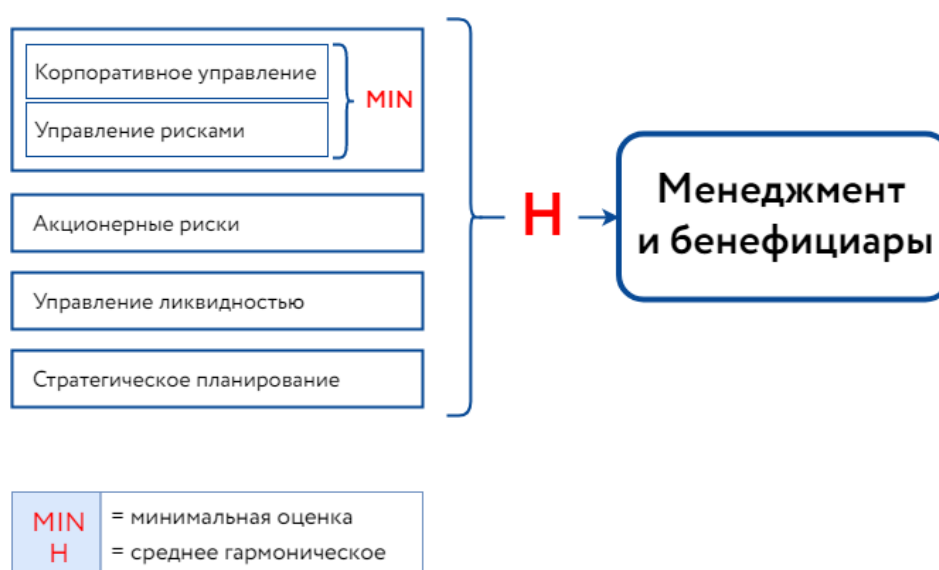 Корпоративное управление
Управление рисками
MIN
Акционерные риски
Управление ликвидностью
Стратегическое планирование
H
Менеджмент
и бенефициары
MIN = минимальная оценка
H = среднее гармоническое